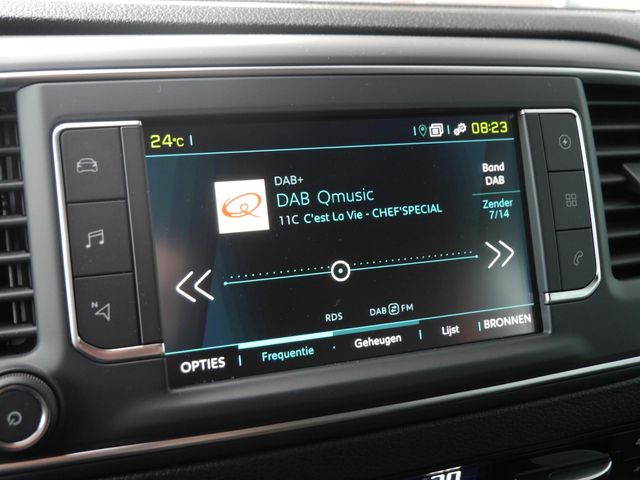 24°C
08:23
DAB+
DAB Qmusic
11C C'est La Vie - CHEF'SPECIAL
Band
DAB
Zender
7/14
RDS DAB FM
OPTIES Frequentie Geheugen Lijst BRONNEN
N